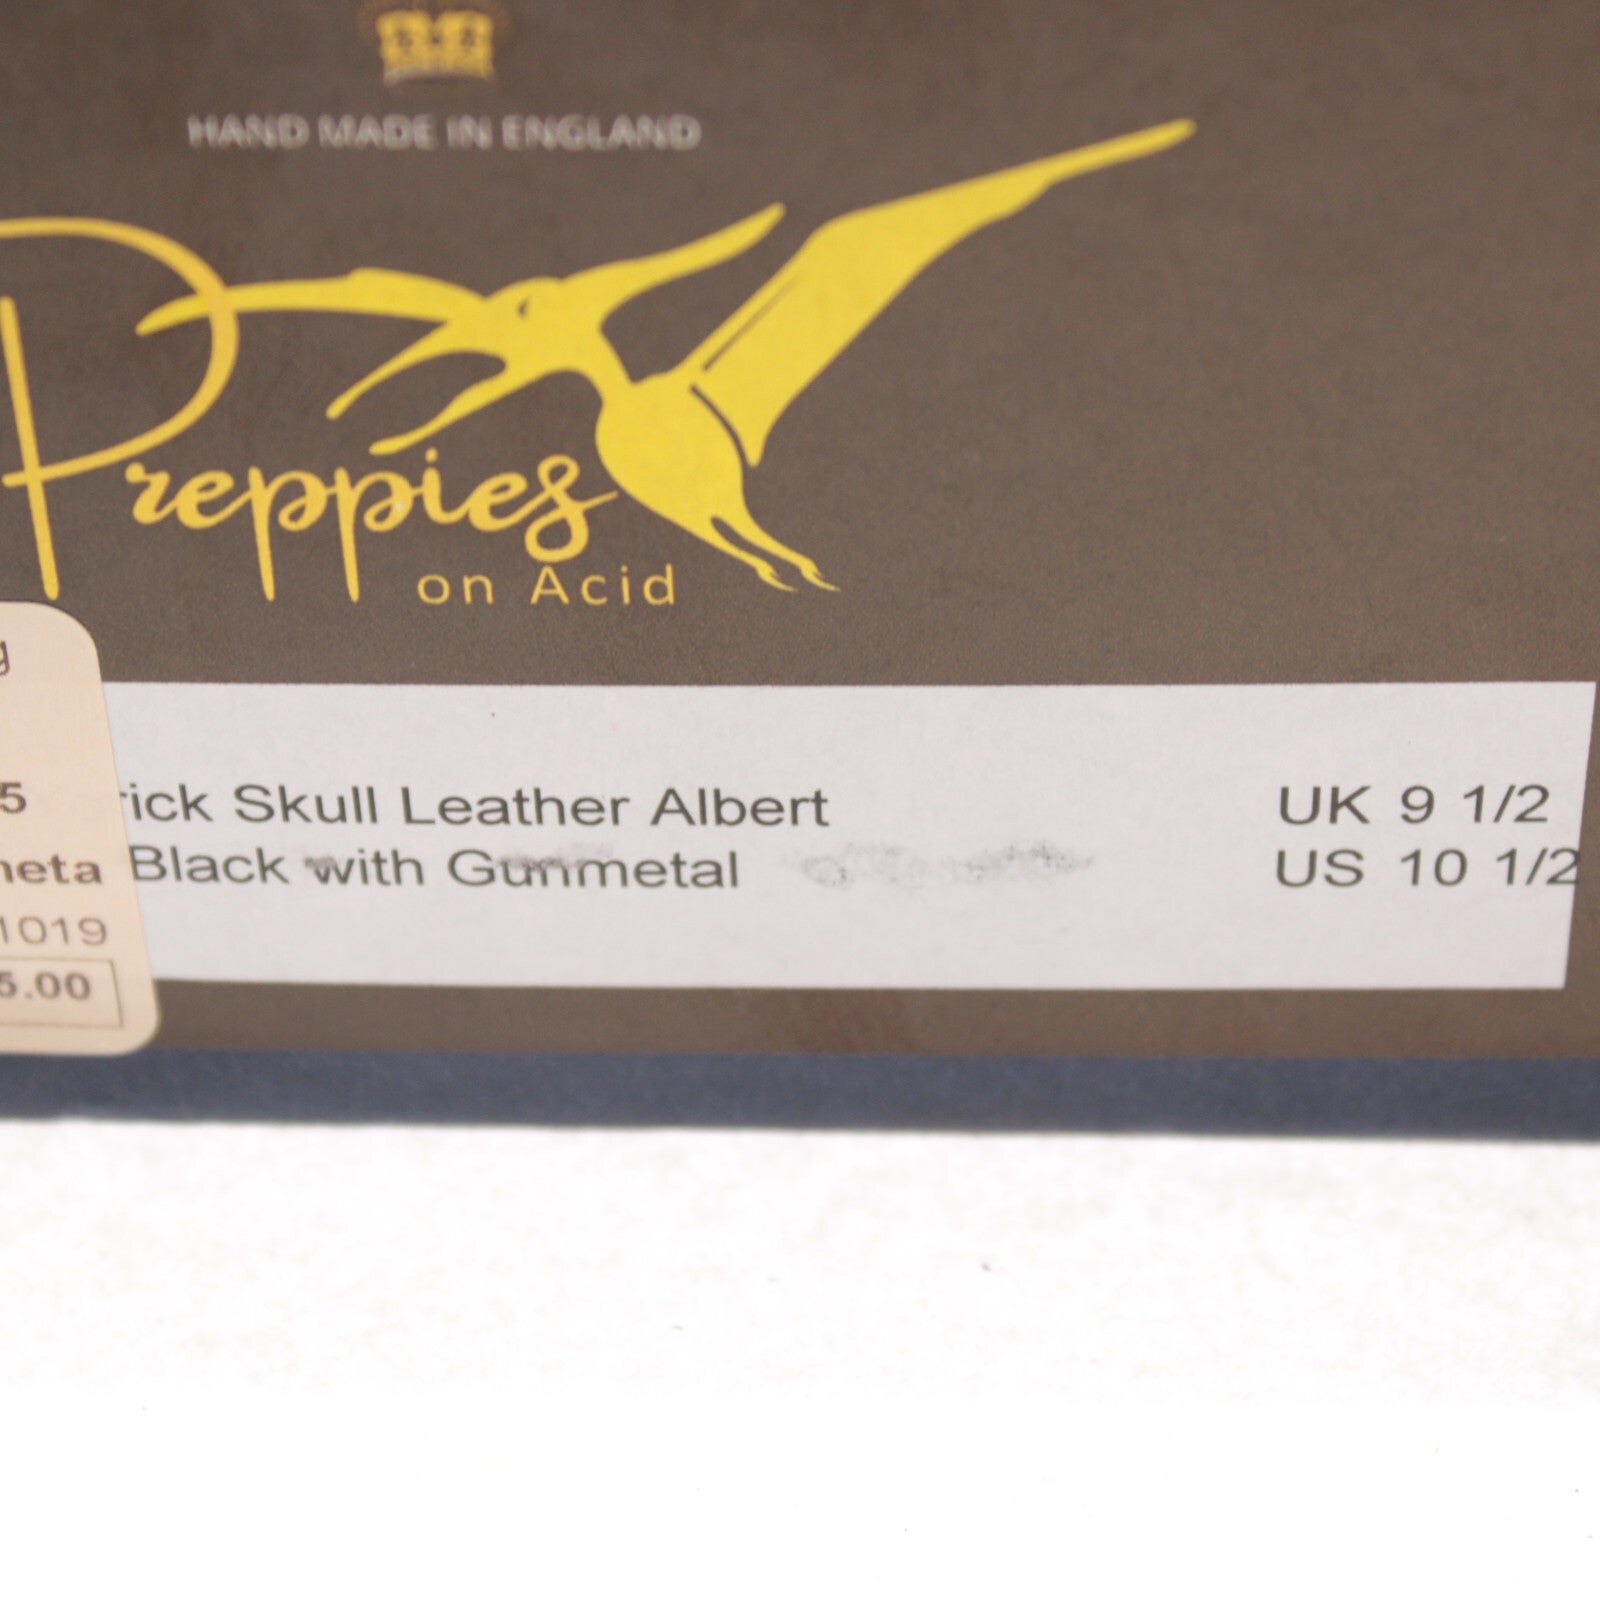 HAND MADE IN ENGLAND
Preppies
on Acid
rick Skull Leather Albert
UK 9 1/2
Black with Gunmetal
US 10 1/2
g
5
neta
1019
5.00